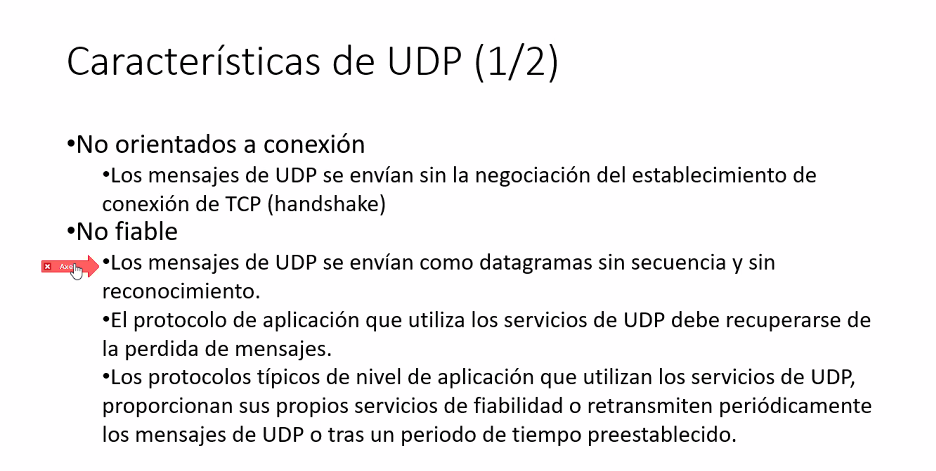 Características de UDP (1/2)
•No orientados a conexión
•Los mensajes de UDP se envían sin la negociación del establecimiento de
conexión de TCP (handshake)
•No fiable
•Los mensajes de UDP se envían como datagramas sin secuencia y sin
reconocimiento.
•El protocolo de aplicación que utiliza los servicios de UDP debe recuperarse de
la perdida de mensajes.
•Los protocolos típicos de nivel de aplicación que utilizan los servicios de UDP,
proporcionan sus propios servicios de fiabilidad o retransmiten periódicamente
los mensajes de UDP o tras un periodo de tiempo preestablecido.